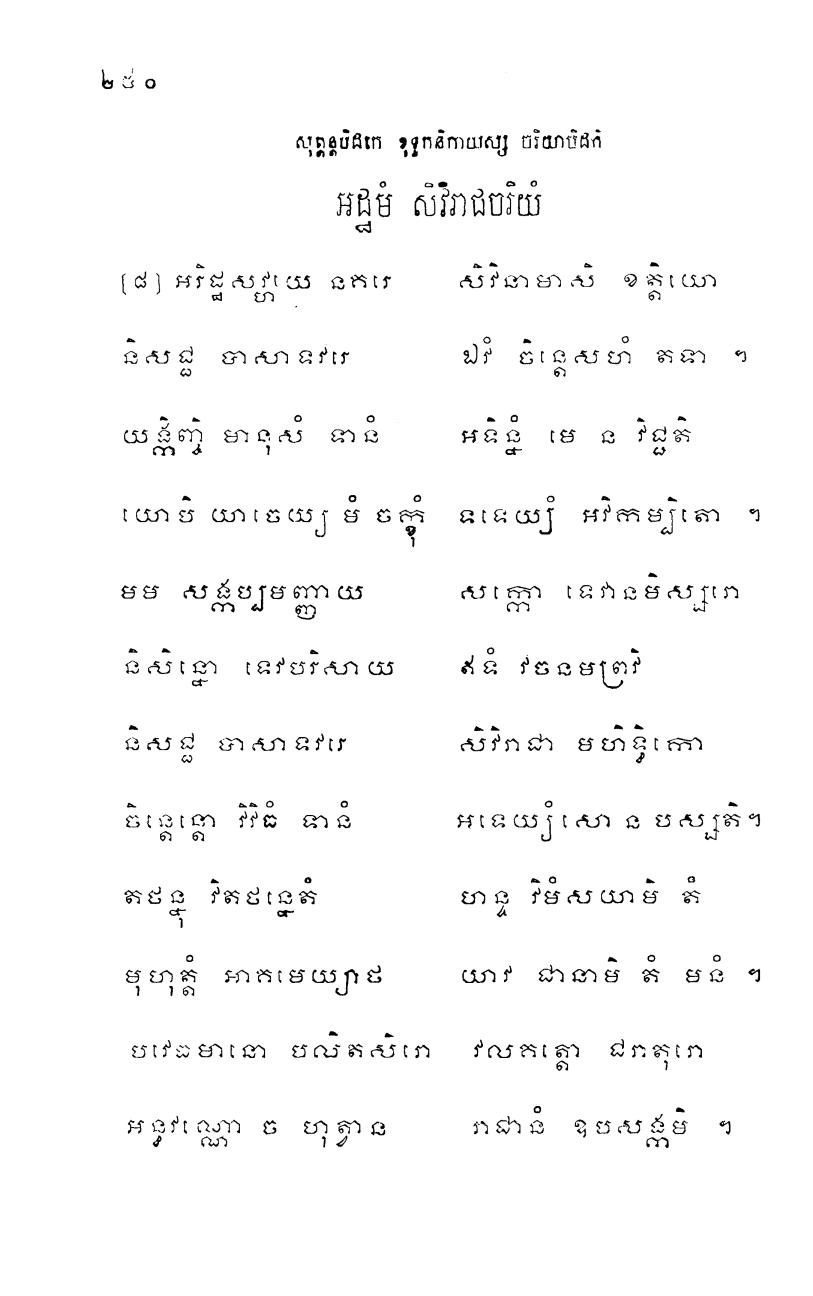 ២៥០
សុត្តន្តបិដកេ ខុទ្ទកនិកាយស្ស ចរិយាបិដកំ
អដ្ឋមំ សិវិរាជចរិយំ
[៨] អរិដ្ឋសវ្ហយេ នគរេ សិវិនាមាសិ ខត្តិយោ
និសជ្ជ បាសាទវរេ ឯវំ ចិន្តេសហំ តទា ។
យង្កិញ្ចិ មានុសំ ទានំ អទិន្នំ មេ ន វិជ្ជតិ
យោបិ យាចេយ្យ មំ ចក្ខុំ ទទេយ្យំ អវិកម្បិតោ ។
មម សង្កប្បមញ្ញាយ សក្កោ ទេវានមិស្សរោ
និសិន្នោ ទេវបរិសាយ ឥទំ វចនមព្រវិ
និសជ្ជ បាសាទវរេ សិវិរាជា មហិទ្ធិកោ
ចិន្តេន្តោ វិវិធំ ទានំ អទេយ្យំ សោ ន បស្សតិ។
តថន្នុ វិតថន្នេតំ ហន្ទ វិមំសយាមិ តំ
មុហុត្តំ អាគមេយ្យាថ យាវ ជានាមិ តំ មនំ ។
បវេធមានោ បលិតសិរោ វលគត្តោ ជរាតុរោ
អន្ធវណ្ណោ ច ហុត្វាន រាជានំ ឧបសង្កមិ ។